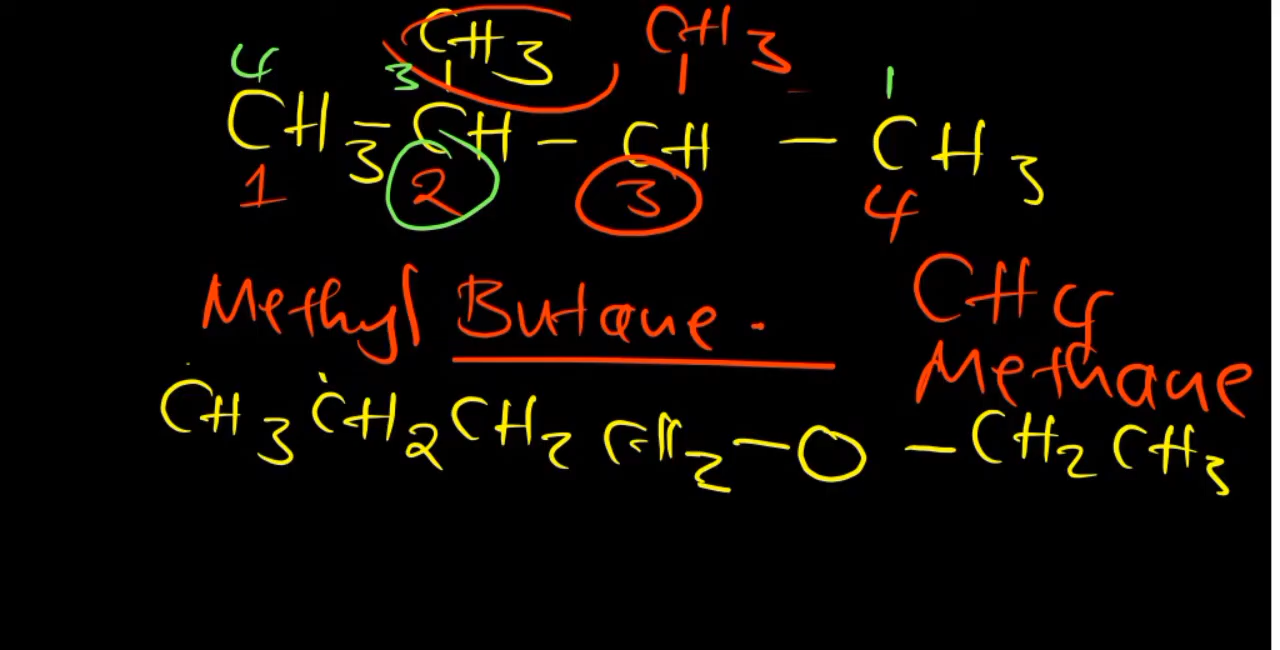 CH3 CH3
4 3 1
CH3 - CH - CH - CH3
1 2 3 4
Methyl Butane. CH4
Methane
CH3CH2CH2CH2-O-CH2CH3